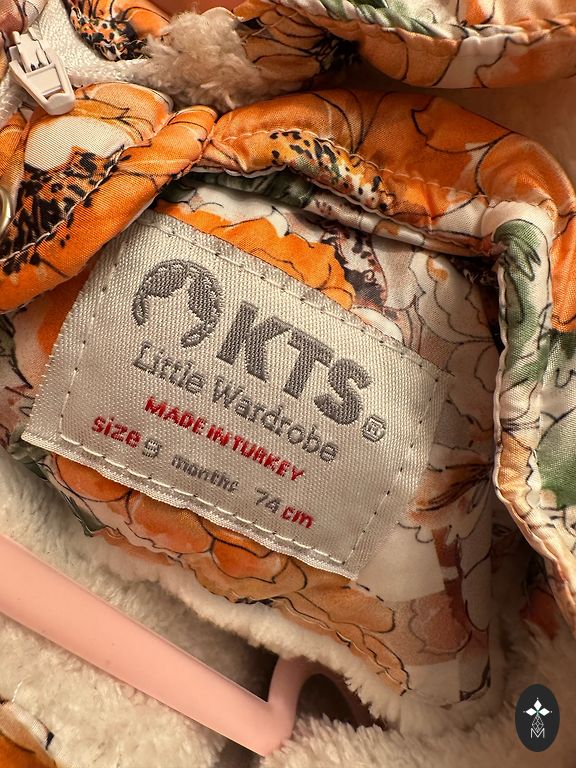 KTS
Little Wardrobe
MADE IN TURKEY
size 9 months 74 cm